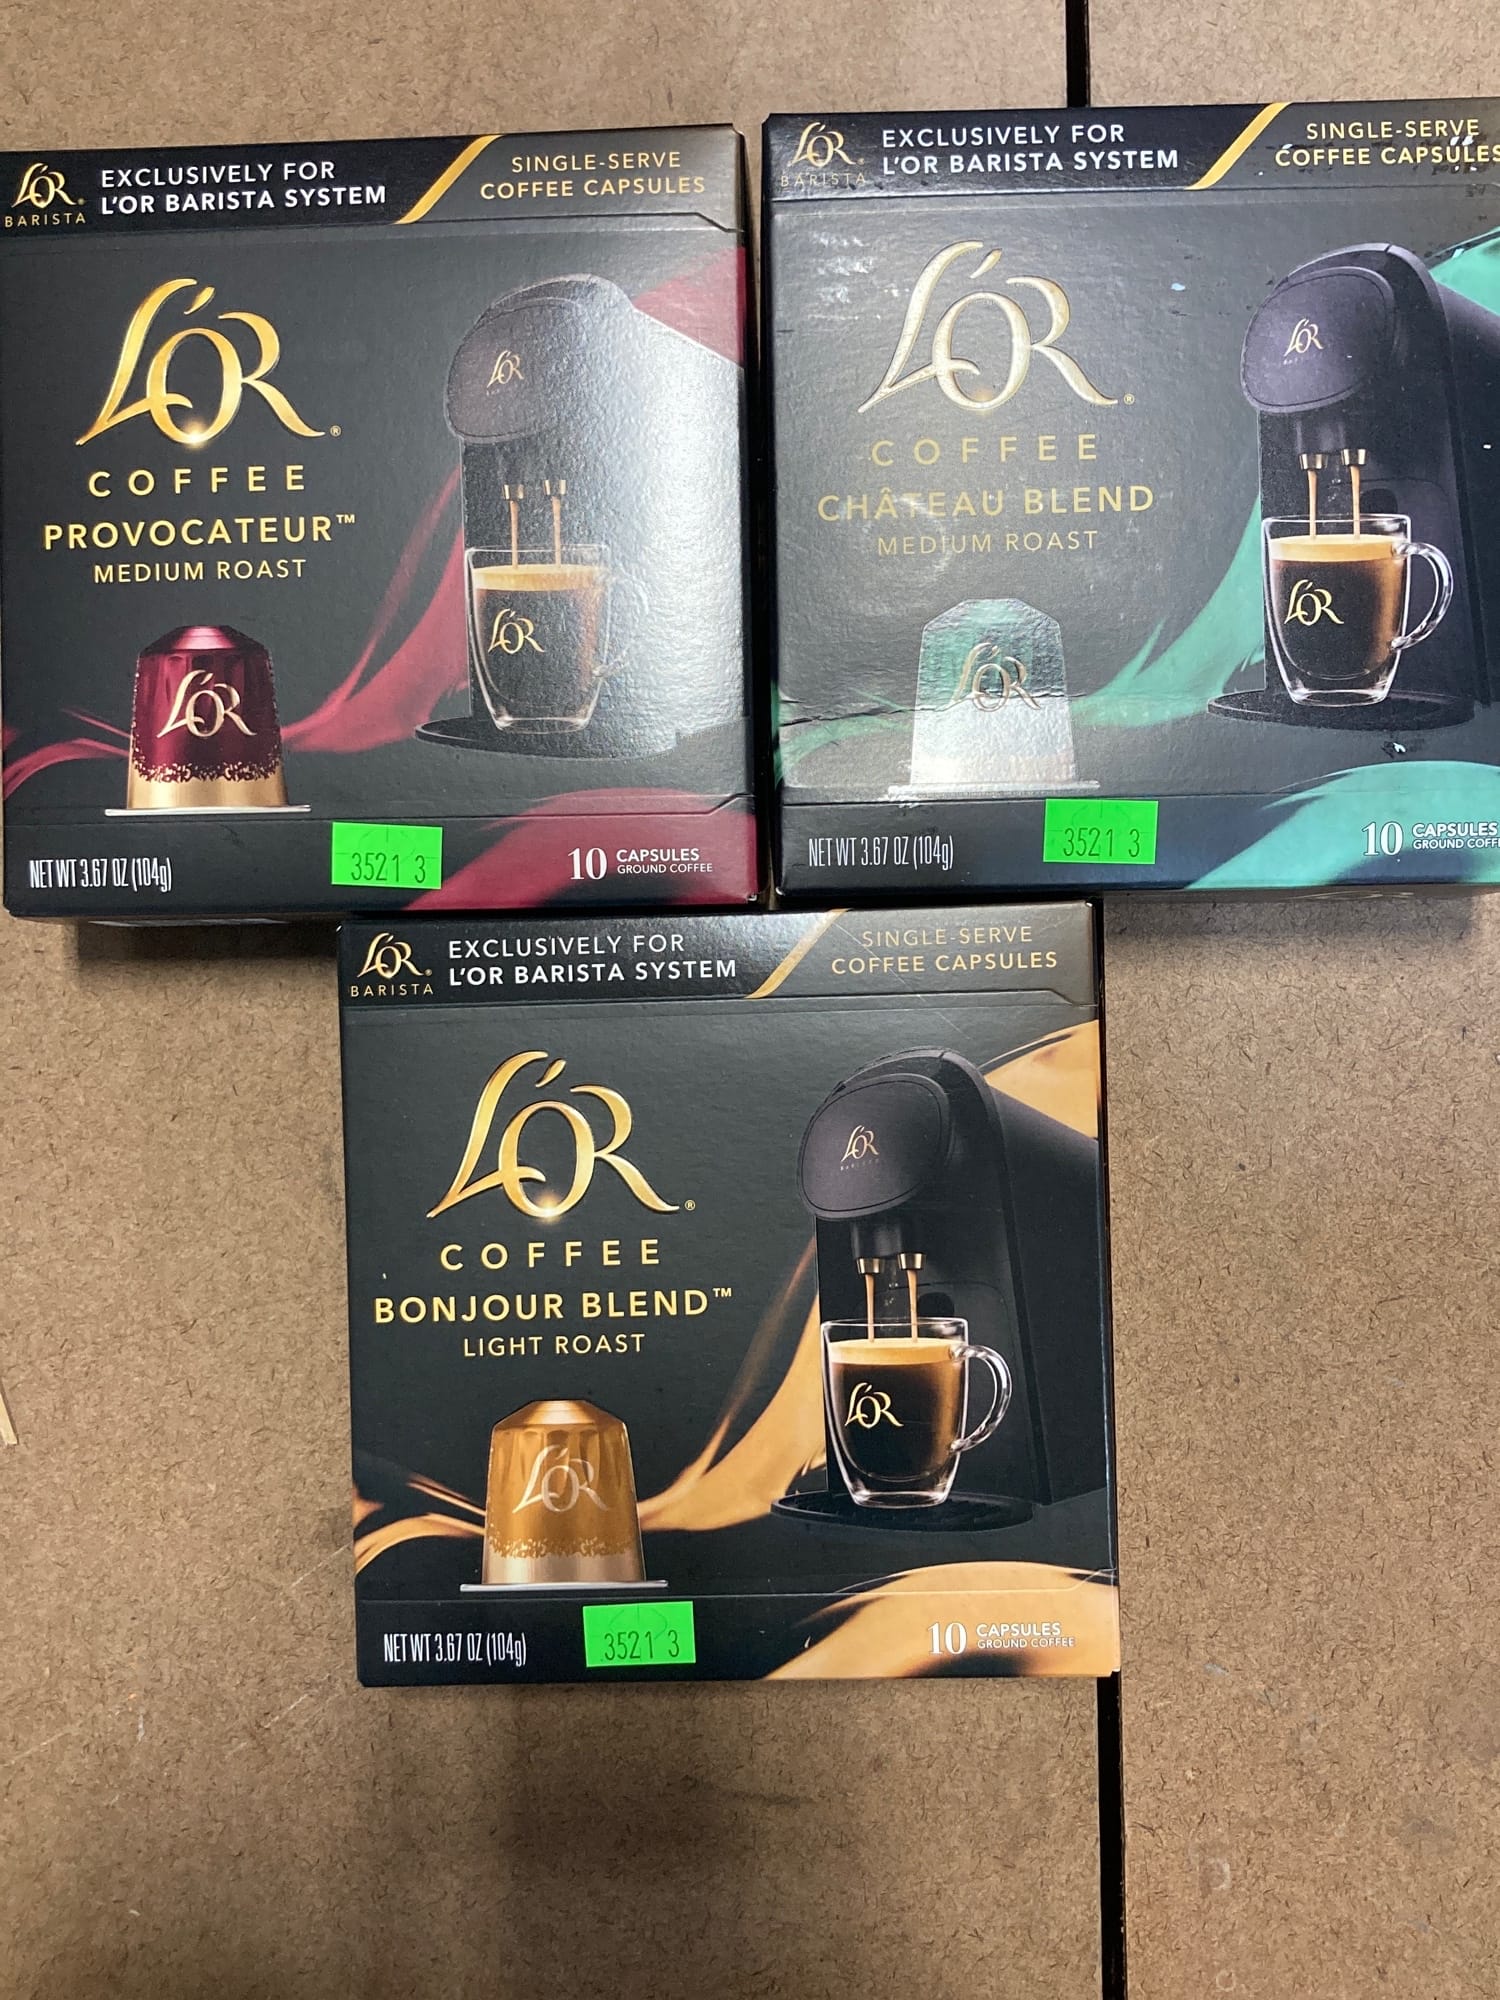 L'OR
BARISTA
EXCLUSIVELY FOR
L'OR BARISTA SYSTEM
SINGLE-SERVE
COFFEE CAPSULES
L'OR®
COFFEE
PROVOCATEUR™
MEDIUM ROAST
L'OR
L'OR
L'OR
NET WT 3.67 OZ (104g)
3521 3
10 CAPSULES
GROUND COFFEE
L'OR
BARISTA
EXCLUSIVELY FOR
L'OR BARISTA SYSTEM
SINGLE-SERVE
COFFEE CAPSULES
L'OR®
COFFEE
CHÂTEAU BLEND
MEDIUM ROAST
L'OR
L'OR
L'OR
NET WT 3.67 OZ (104g)
3521 3
10 CAPSULES
GROUND COFF
L'OR®
BARISTA
EXCLUSIVELY FOR
L'OR BARISTA SYSTEM
SINGLE-SERVE
COFFEE CAPSULES
L'OR®
COFFEE
BONJOUR BLEND™
LIGHT ROAST
L'OR
BARISTA
L'OR
L'OR
NET WT 3.67 OZ (104g)
3521 3
10 CAPSULES
GROUND COFFEE